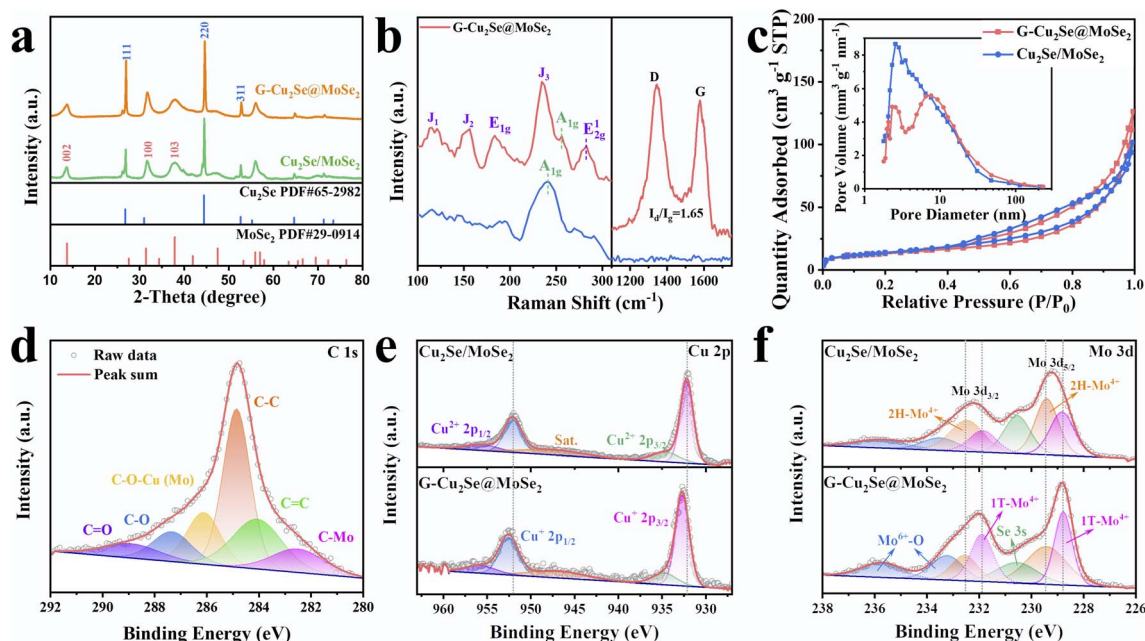 a
Intensity (a.u.)
111
220
311
G-Cu₂Se@MoSe₂
002
100
103
Cu₂Se/MoSe₂
Cu₂Se PDF#65-2982
MoSe₂ PDF#29-0914
10 20 30 40 50 60 70 80
2-Theta (degree)
b
G-Cu₂Se@MoSe₂
Intensity (a.u.)
J₁
J₂
E₁g
J₃
A₁g
E¹₂g
A₁g
D
G
I_d/I_g=1.65
100 150 200 250 300 1200 1400 1600
Raman Shift (cm⁻¹)
c
Quantity Adsorbed (cm³ g⁻¹ STP)
200
150
100
50
0
G-Cu₂Se@MoSe₂
Cu₂Se/MoSe₂
Pore Volume (mm³ g⁻¹ nm⁻¹)
8
6
4
2
0
1 10 100
Pore Diameter (nm)
0.0 0.2 0.4 0.6 0.8 1.0
Relative Pressure (P/P₀)
d
C 1s
Raw data
Peak sum
Intensity (a.u.)
C-C
C-O-Cu (Mo)
C=C
C=O
C-O
C-Mo
292 290 288 286 284 282 280
Binding Energy (eV)
e
Cu₂Se/MoSe₂
Cu 2p
Intensity (a.u.)
Cu²⁺ 2p₁/₂
Sat.
Cu²⁺ 2p₃/₂
G-Cu₂Se@MoSe₂
Cu⁺ 2p₁/₂
Cu⁺ 2p₃/₂
960 955 950 945 940 935 930
Binding Energy (eV)
f
Cu₂Se/MoSe₂
Mo 3d
Intensity (a.u.)
Mo 3d₃/₂
Mo 3d₅/₂
2H-Mo⁴⁺
2H-Mo⁴⁺
G-Cu₂Se@MoSe₂
1T-Mo⁴⁺
Se 3s
1T-Mo⁴⁺
Mo⁶⁺-O
238 236 234 232 230 228 226
Binding Energy (eV)